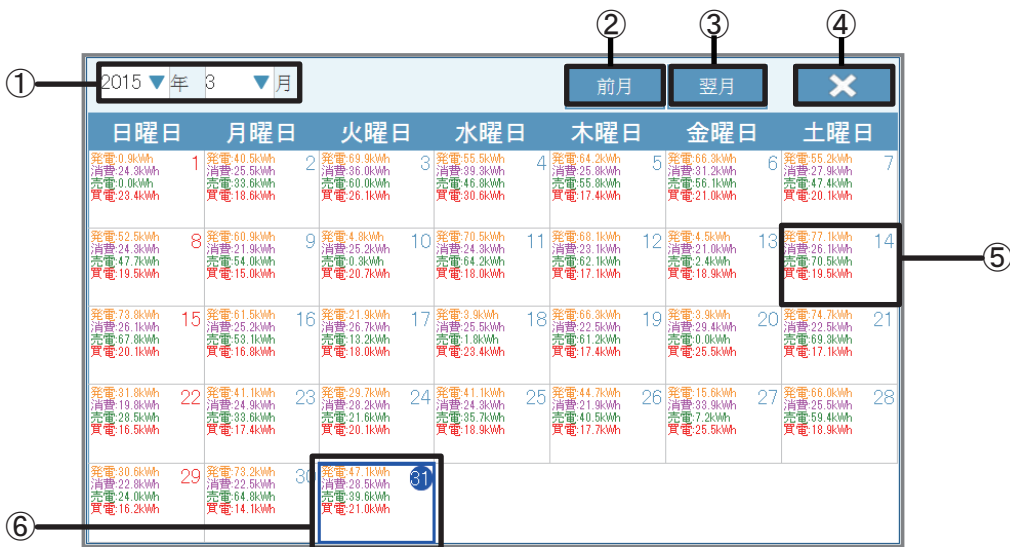 ② ③ ④
① 2015 ▼ 年 3 ▼ 月 前月 翌月 ✖
日曜日 月曜日 火曜日 水曜日 木曜日 金曜日 土曜日
発電:0.9kWh 1 発電:40.5kWh 2 発電:69.9kWh 3 発電:55.5kWh 4 発電:64.2kWh 5 発電:66.3kWh 6 発電:55.2kWh 7
消費:24.3kWh 消費:25.5kWh 消費:36.0kWh 消費:39.3kWh 消費:25.8kWh 消費:31.2kWh 消費:27.9kWh
売電:0.0kWh 売電:33.6kWh 売電:60.0kWh 売電:46.8kWh 売電:55.8kWh 売電:56.1kWh 売電:47.4kWh
買電:23.4kWh 買電:18.6kWh 買電:26.1kWh 買電:30.6kWh 買電:17.4kWh 買電:21.0kWh 買電:20.1kWh
発電:52.5kWh 8 発電:60.9kWh 9 発電:4.8kWh 10 発電:70.5kWh 11 発電:68.1kWh 12 発電:4.5kWh 13 発電:77.1kWh 14
消費:24.3kWh 消費:21.9kWh 消費:25.2kWh 消費:24.3kWh 消費:23.1kWh 消費:21.0kWh 消費:26.1kWh ⑤
売電:47.7kWh 売電:54.0kWh 売電:0.3kWh 売電:64.2kWh 売電:62.1kWh 売電:2.4kWh 売電:70.5kWh
買電:19.5kWh 買電:15.0kWh 買電:20.7kWh 買電:18.0kWh 買電:17.1kWh 買電:18.9kWh 買電:19.5kWh
発電:73.8kWh 15 発電:61.5kWh 16 発電:21.9kWh 17 発電:3.9kWh 18 発電:66.3kWh 19 発電:3.9kWh 20 発電:74.7kWh 21
消費:26.1kWh 消費:25.2kWh 消費:26.7kWh 消費:25.5kWh 消費:22.5kWh 消費:29.4kWh 消費:22.5kWh
売電:67.8kWh 売電:53.1kWh 売電:13.2kWh 売電:1.8kWh 売電:61.2kWh 売電:0.0kWh 売電:69.3kWh
買電:20.1kWh 買電:16.8kWh 買電:18.0kWh 買電:23.4kWh 買電:17.4kWh 買電:25.5kWh 買電:17.1kWh
発電:31.8kWh 22 発電:41.1kWh 23 発電:29.7kWh 24 発電:41.1kWh 25 発電:44.7kWh 26 発電:15.6kWh 27 発電:66.0kWh 28
消費:19.8kWh 消費:24.9kWh 消費:28.2kWh 消費:24.3kWh 消費:21.9kWh 消費:33.9kWh 消費:25.5kWh
売電:28.5kWh 売電:33.6kWh 売電:21.6kWh 売電:35.7kWh 売電:40.5kWh 売電:7.2kWh 売電:59.4kWh
買電:16.5kWh 買電:17.4kWh 買電:20.1kWh 買電:18.9kWh 買電:17.7kWh 買電:25.5kWh 買電:18.9kWh
発電:30.6kWh 29 発電:73.2kWh 30 発電:47.1kWh 31
消費:22.8kWh 消費:22.5kWh 消費:28.5kWh
売電:24.0kWh 売電:64.8kWh 売電:39.6kWh
買電:16.2kWh 買電:14.1kWh 買電:21.0kWh
⑥